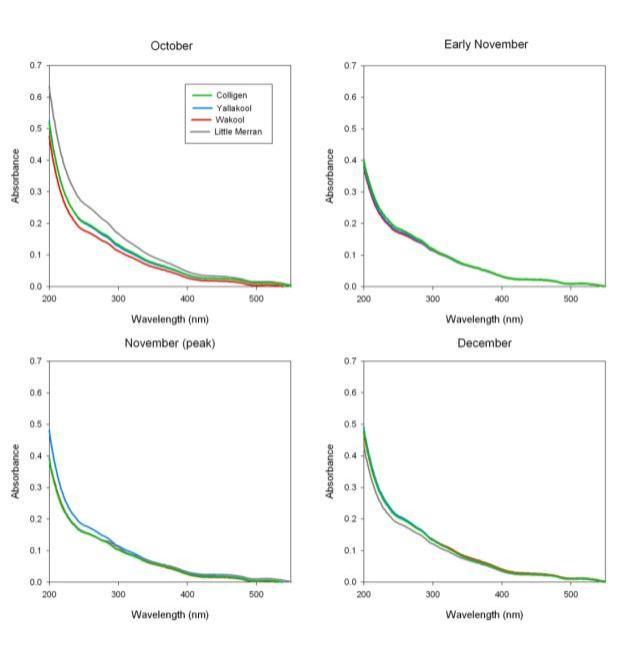 October
0.7
0.6
0.5
0.4
0.3
0.2
0.1
0.0
Absorbance
Colligen
Yallakool
Wakool
Little Merran
200 300 400 500
Wavelength (nm)
Early November
0.7
0.6
0.5
0.4
0.3
0.2
0.1
0.0
Absorbance
200 300 400 500
Wavelength (nm)
November (peak)
0.7
0.6
0.5
0.4
0.3
0.2
0.1
0.0
Absorbance
200 300 400 500
Wavelength (nm)
December
0.7
0.6
0.5
0.4
0.3
0.2
0.1
0.0
Absorbance
200 300 400 500
Wavelength (nm)